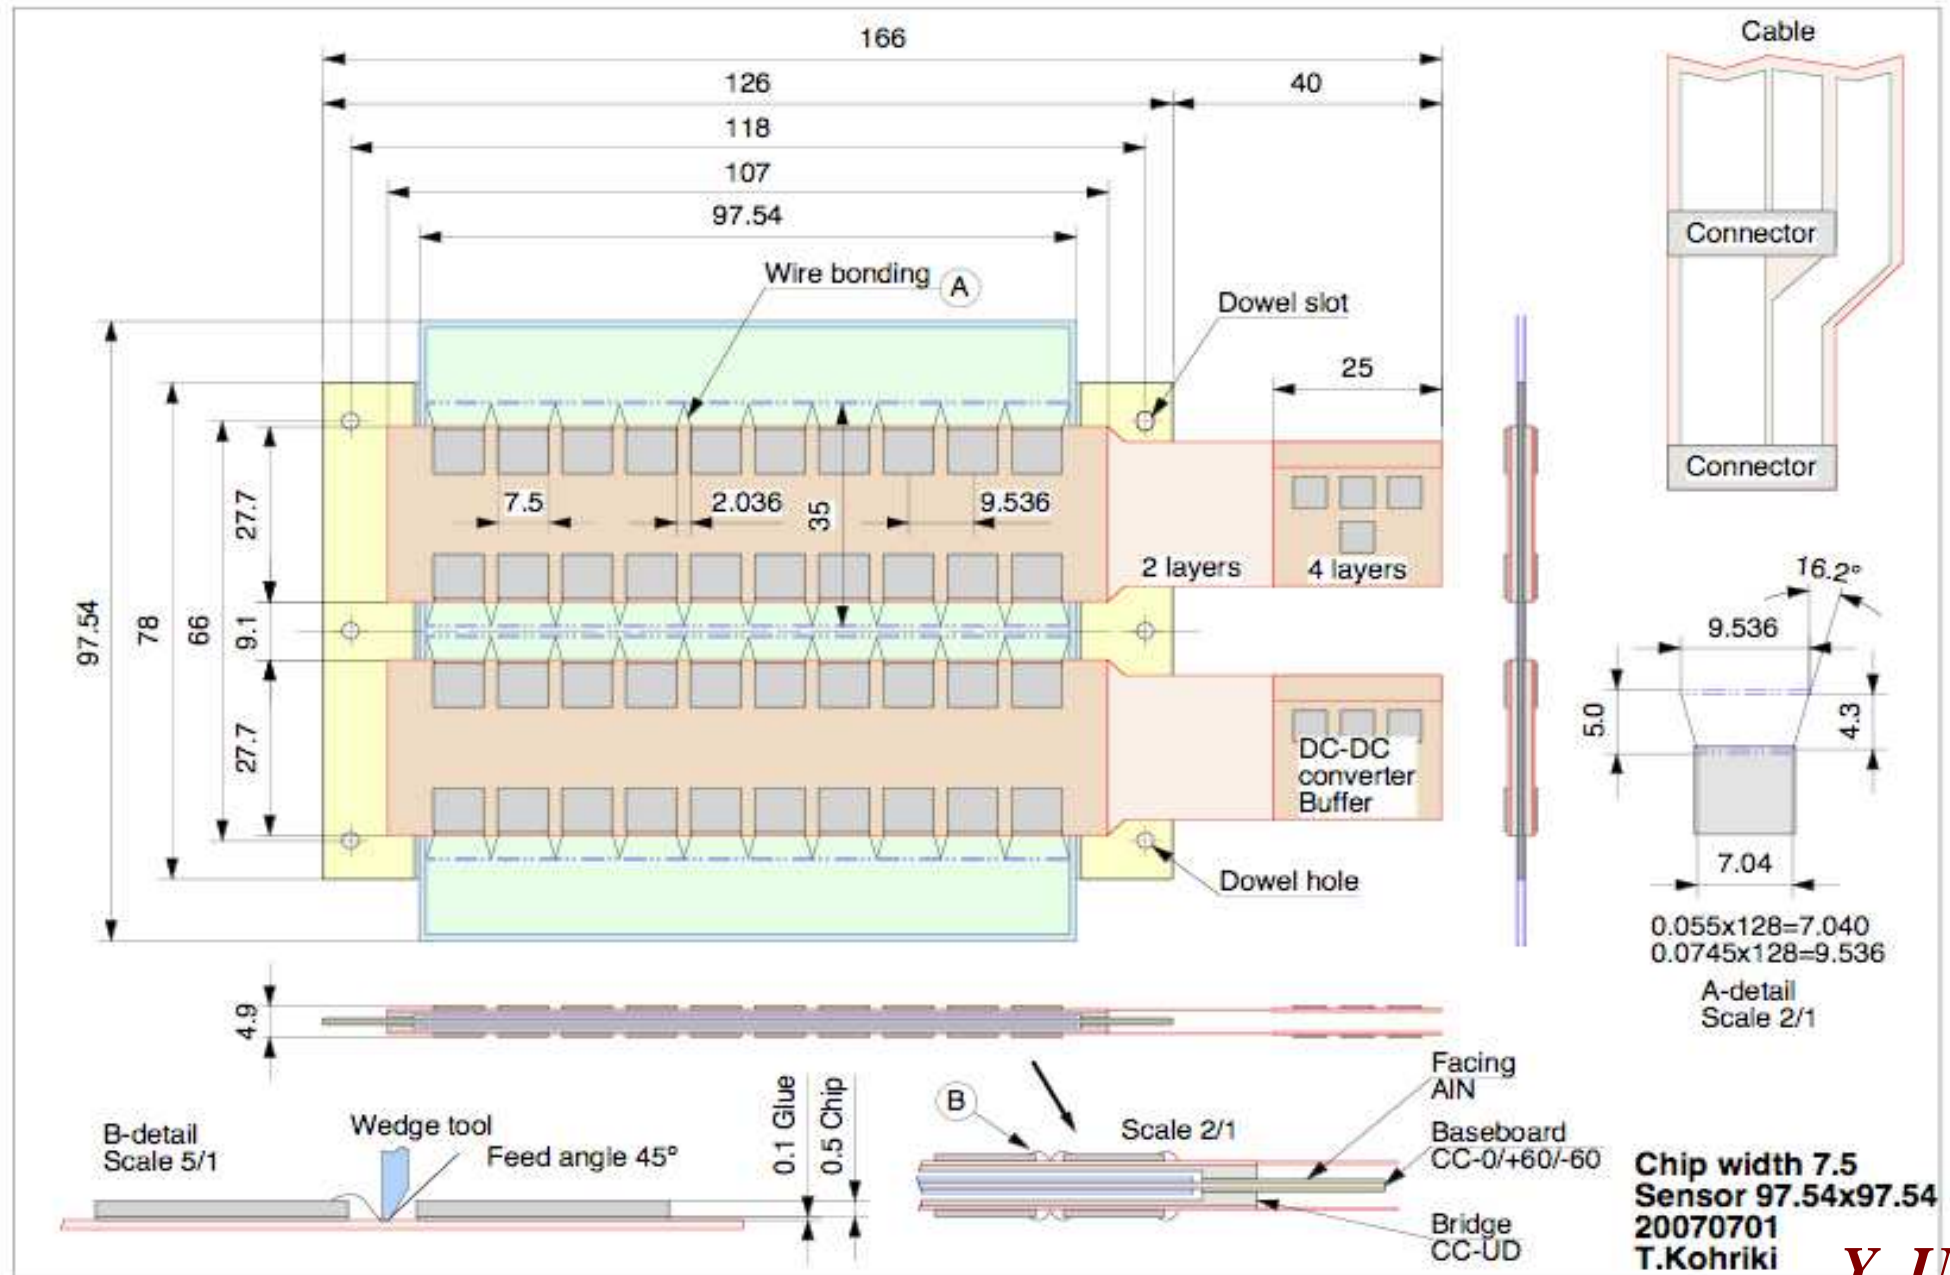 166
Cable
126
40
118
107
97.54
Connector
Wire bonding
A
Dowel slot
25
7.5
2.036
35
9.536
27.7
Connector
2 layers
4 layers
16.2°
97.54
78
66
9.1
9.536
5.0
4.3
27.7
DC-DC
converter
Buffer
7.04
Dowel hole
0.055x128=7.040
0.0745x128=9.536
A-detail
Scale 2/1
4.9
Facing
AlN
B-detail
Scale 5/1
Wedge tool
Feed angle 45°
0.1 Glue
0.5 Chip
B
Scale 2/1
Baseboard
CC-0/+60/-60
Bridge
CC-UD
Chip width 7.5
Sensor 97.54x97.54
20070701
T.Kohriki